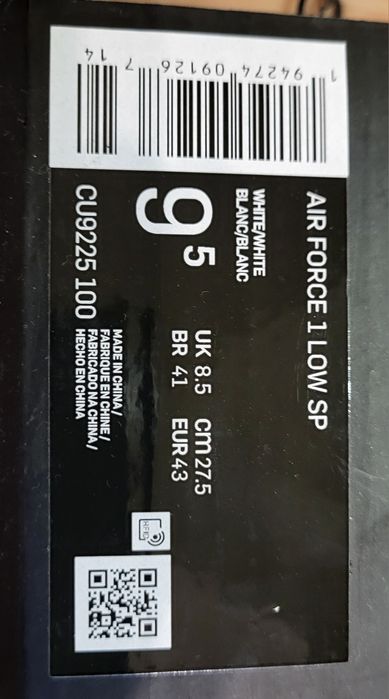 AIR FORCE 1 LOW SP
WHITE/WHITE
BLANC/BLANC
9 5
UK 8.5 cm 27.5
BR 41 EUR 43
CU9225 100
MADE IN CHINA/
FABRIQUE EN CHINE/
FABRICADO NA CHINA/
HECHO EN CHINA
RFID
1 94274 09126 7 14